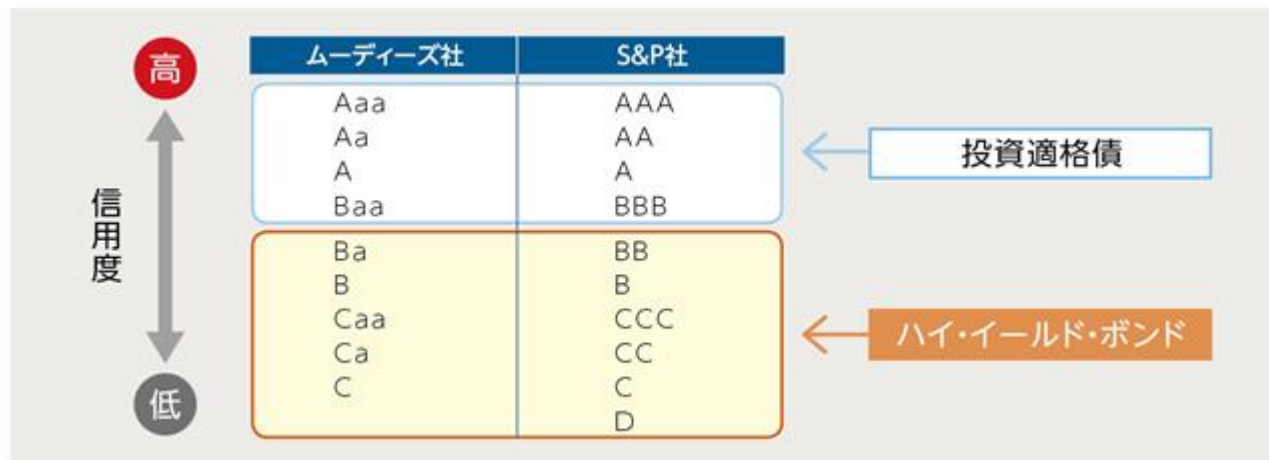 高
信用度
低
ムーディーズ社 S&P社
Aaa AAA
Aa AA
A A
Baa BBB
Ba BB
B B
Caa CCC
Ca CC
C C
D
投資適格債
ハイ・イールド・ボンド